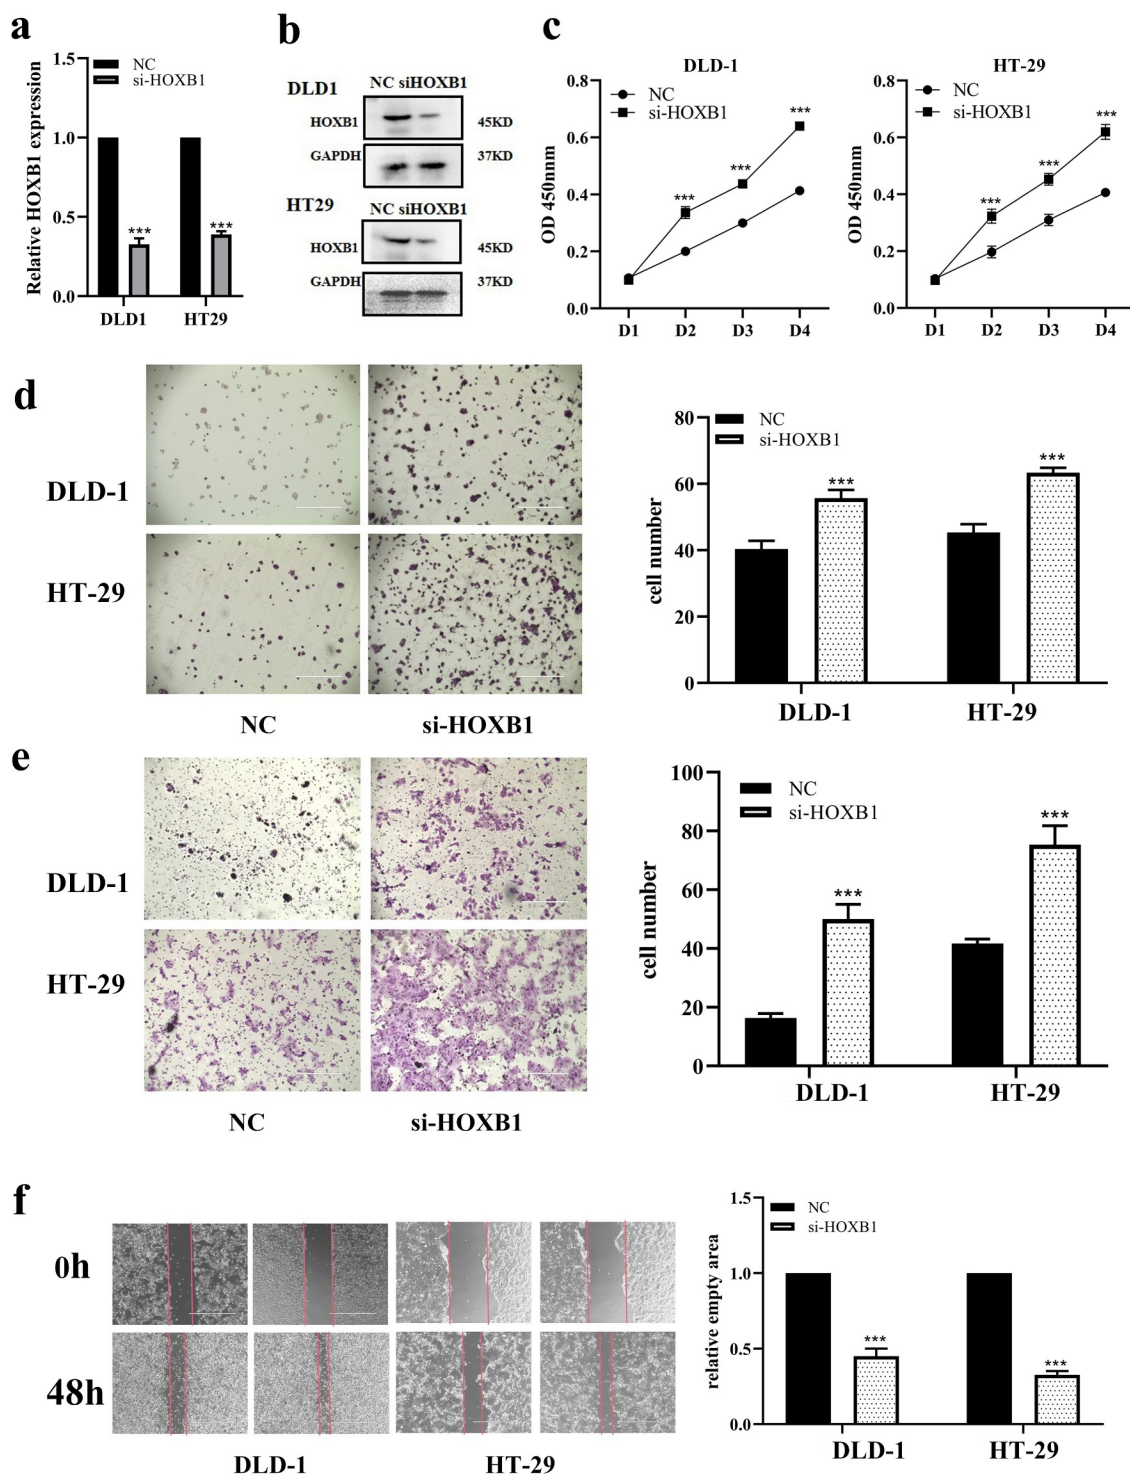 a
Relative HOXB1 expression
1.5
1.0
0.5
0.0
NC
si-HOXB1
***
***
DLD1
HT29
b
DLD1
NC siHOXB1
HOXB1
45KD
GAPDH
37KD
HT29
NC siHOXB1
HOXB1
45KD
GAPDH
37KD
c
DLD-1
OD 450nnm
0.8
0.6
0.4
0.2
0.0
NC
si-HOXB1
***
***
***
D1 D2 D3 D4
HT-29
OD 450nnm
0.8
0.6
0.4
0.2
0.0
NC
si-HOXB1
***
***
***
D1 D2 D3 D4
d
DLD-1
HT-29
NC
si-HOXB1
cell number
80
60
40
20
0
NC
si-HOXB1
***
***
DLD-1
HT-29
e
DLD-1
HT-29
NC
si-HOXB1
cell number
100
80
60
40
20
0
NC
si-HOXB1
***
***
DLD-1
HT-29
f
0h
48h
DLD-1
HT-29
relative empty area
1.5
1.0
0.5
0.0
NC
si-HOXB1
***
***
DLD-1
HT-29